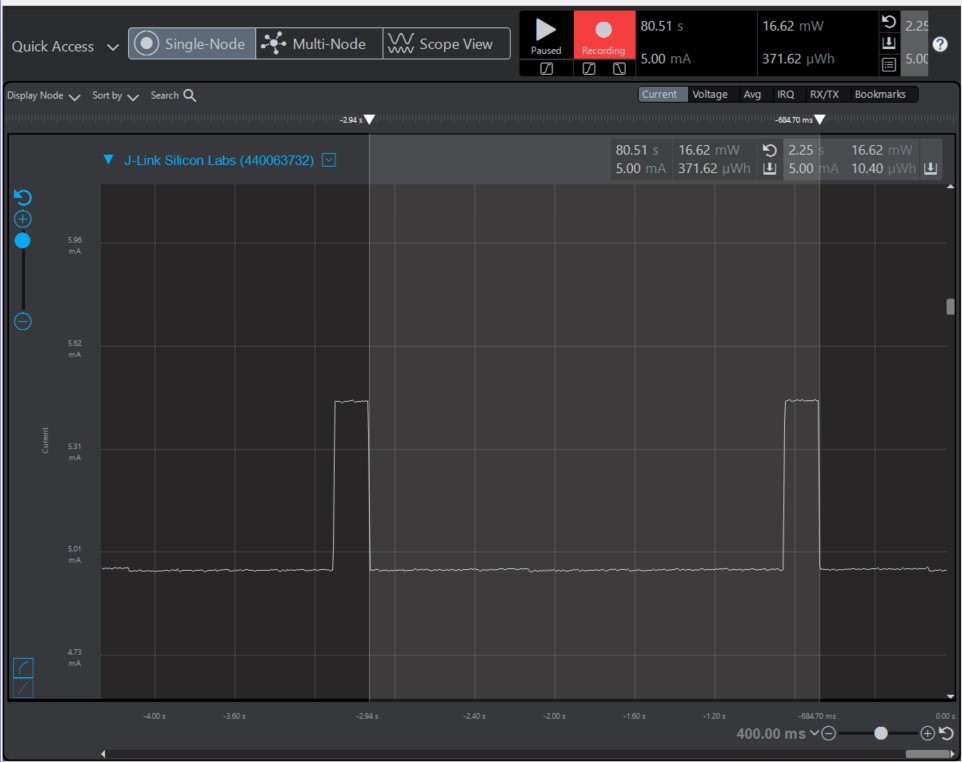 Quick Access
Single-Node
Multi-Node
Scope View
Paused
Recording
80.51 s
5.00 mA
16.62 mW
371.62 µWh
2.25
5.00
?
Display Node
Sort by
Search
Current
Voltage
Avg
IRQ
RX/TX
Bookmarks
-2.94 s
-684.70 ms
J-Link Silicon Labs (440063732)
80.51 s 16.62 mW
5.00 mA 371.62 µWh
2.25 s 16.62 mW
5.00 mA 10.40 µWh
5.96
mA
5.62
mA
5.31
mA
5.01
mA
4.73
mA
Current
-4.00 s
-3.60 s
-2.94 s
-2.40 s
-2.00 s
-1.60 s
-1.20 s
-684.70 ms
0.00 s
400.00 ms